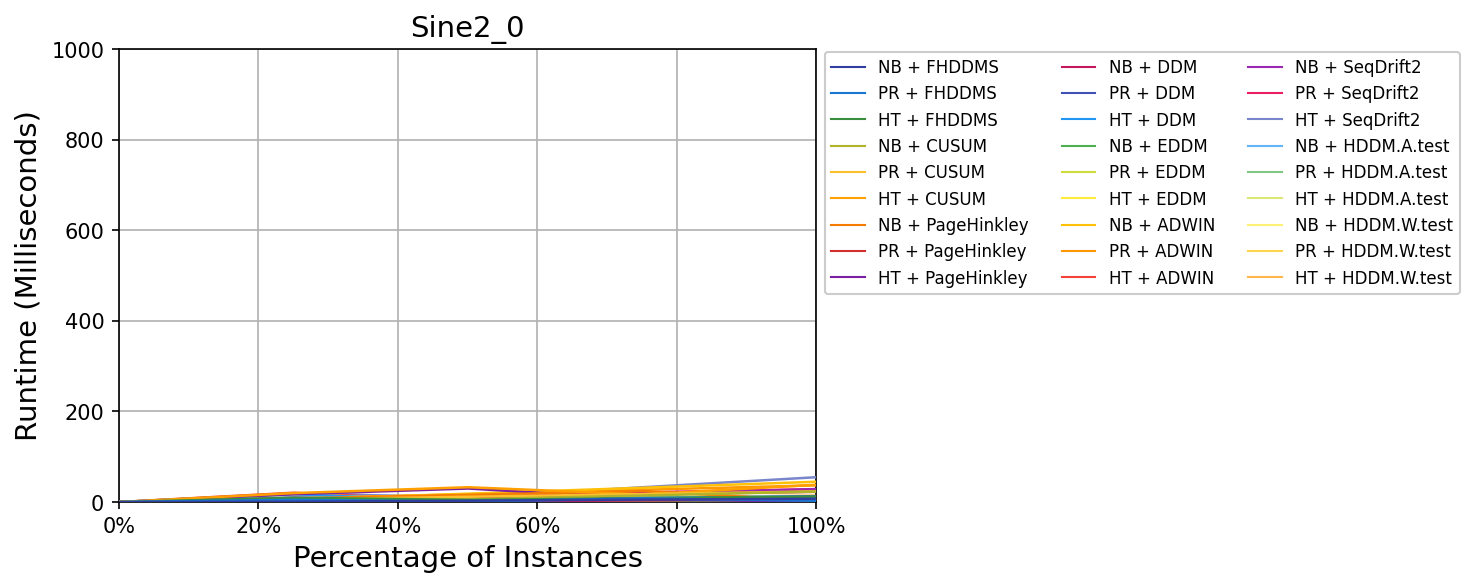 Sine2_0
Runtime (Milliseconds)
1000
800
600
400
200
0
0%
20%
40%
60%
80%
100%
Percentage of Instances
NB + FHDDMS
PR + FHDDMS
HT + FHDDMS
NB + CUSUM
PR + CUSUM
HT + CUSUM
NB + PageHinkley
PR + PageHinkley
HT + PageHinkley
NB + DDM
PR + DDM
HT + DDM
NB + EDDM
PR + EDDM
HT + EDDM
NB + ADWIN
PR + ADWIN
HT + ADWIN
NB + SeqDrift2
PR + SeqDrift2
HT + SeqDrift2
NB + HDDM.A.test
PR + HDDM.A.test
HT + HDDM.A.test
NB + HDDM.W.test
PR + HDDM.W.test
HT + HDDM.W.test